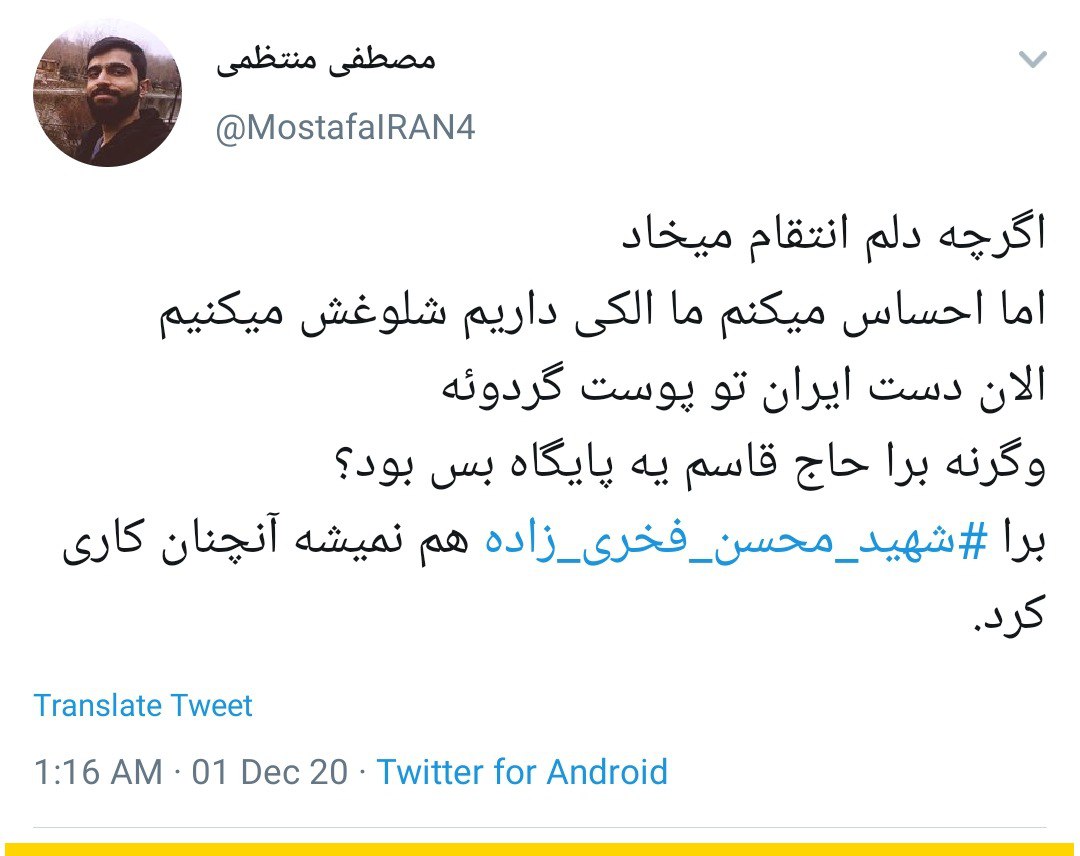 مصطفی منتظمی
@MostafaIRAN4
اگرچه دلم انتقام میخاد
اما احساس میکنم ما الکی داریم شلوغش میکنیم
الان دست ایران تو پوست گردوئه
وگرنه برا حاج قاسم یه پایگاه بس بود؟
برا #شهید_محسن_فخری_زاده هم نمیشه آنچنان کاری
کرد.
Translate Tweet
1:16 AM · 01 Dec 20 · Twitter for Android